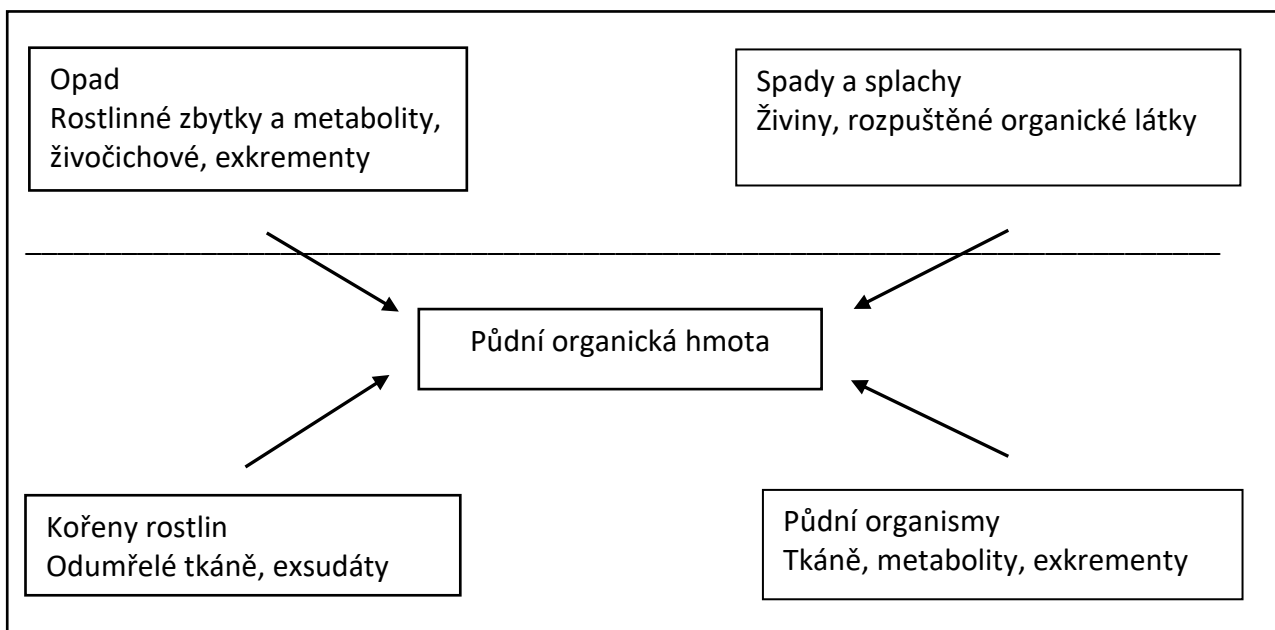 Opad
Rostlinné zbytky a metabolity,
živočichové, exkrementy
Spady a splachy
Živiny, rozpuštěné organické látky
Půdní organická hmota
Kořeny rostlin
Odumřelé tkáně, exsudáty
Půdní organismy
Tkáně, metabolity, exkrementy